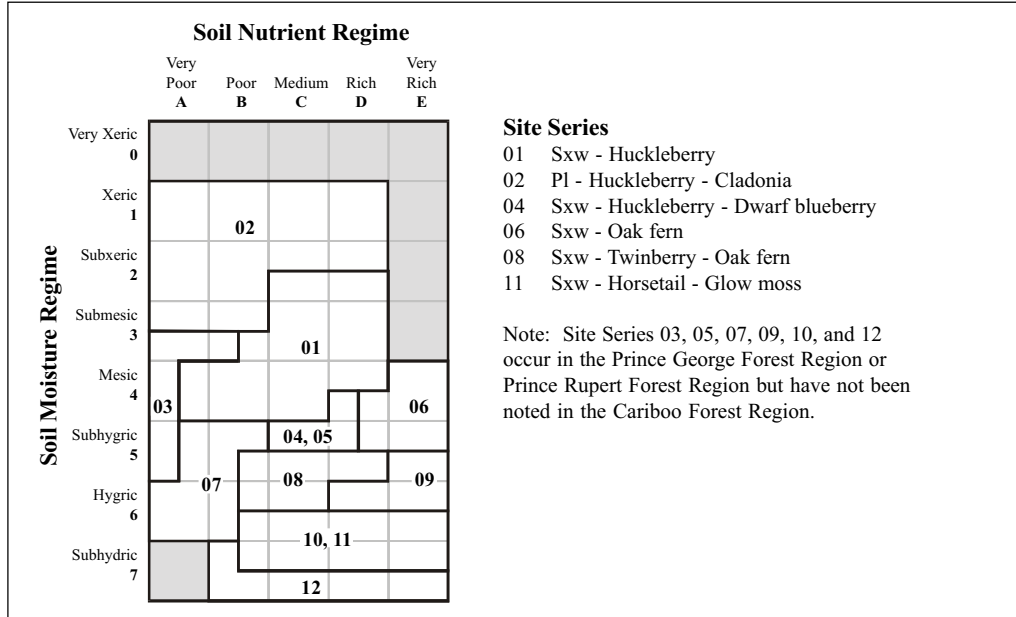 Soil Nutrient Regime
Very
Poor
A
Poor
B
Medium
C
Rich
D
Very
Rich
E
Soil Moisture Regime
Very Xeric
0
Xeric
1
Subxeric
2
Submesic
3
Mesic
4
Subhygric
5
Hygric
6
Subhydric
7
02
01
03
06
04, 05
07
08
09
10, 11
12
Site Series
01 Sxw - Huckleberry
02 Pl - Huckleberry - Cladonia
04 Sxw - Huckleberry - Dwarf blueberry
06 Sxw - Oak fern
08 Sxw - Twinberry - Oak fern
11 Sxw - Horsetail - Glow moss
Note: Site Series 03, 05, 07, 09, 10, and 12
occur in the Prince George Forest Region or
Prince Rupert Forest Region but have not been
noted in the Cariboo Forest Region.